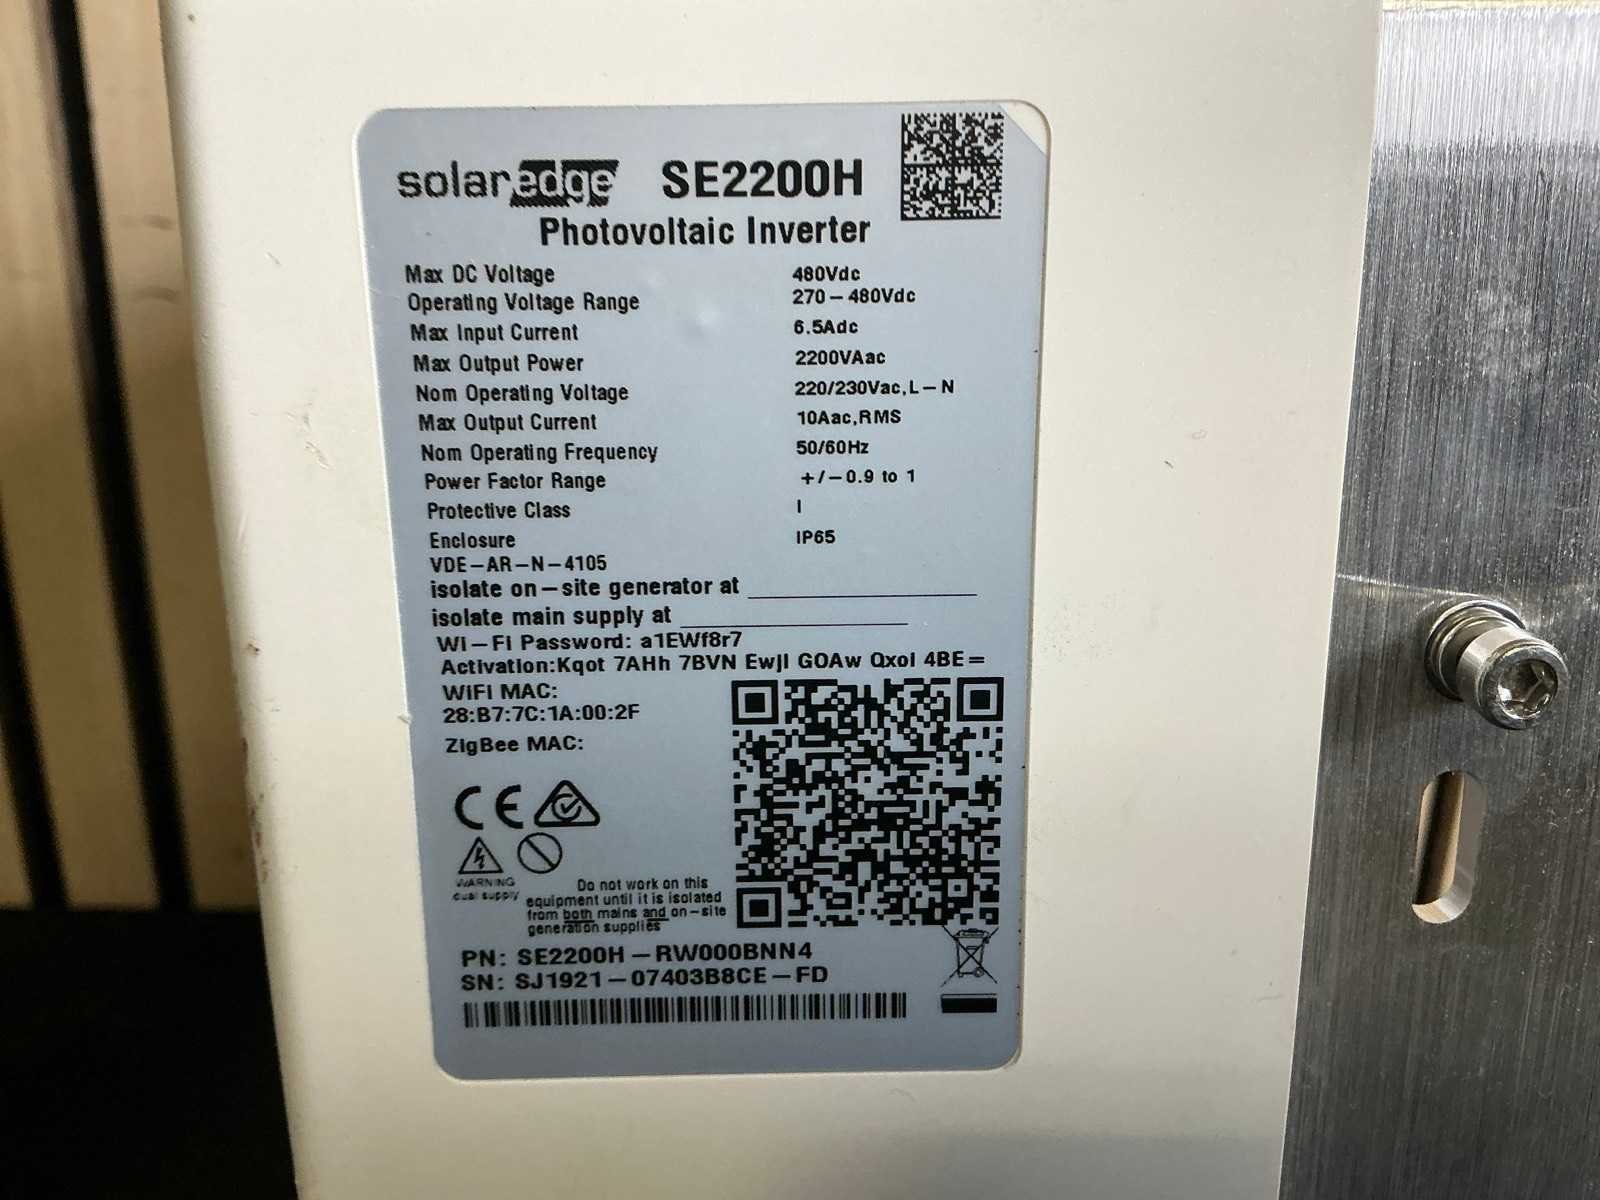 solaredge SE2200H
Photovoltaic Inverter
Max DC Voltage 480Vdc
Operating Voltage Range 270-480Vdc
Max Input Current 6.5Adc
Max Output Power 2200VAac
Nom Operating Voltage 220/230Vac,L-N
Max Output Current 10Aac,RMS
Nom Operating Frequency 50/60Hz
Power Factor Range +/-0.9 to 1
Protective Class I
Enclosure IP65
VDE-AR-N-4105
isolate on-site generator at
isolate main supply at
Wi-Fi Password: a1EWf8r7
Activation:Kqot 7AHh 7BVN Ewjl GOAw Qxol 4BE=
WiFi MAC:
28:B7:7C:1A:00:2F
ZigBee MAC:
CE
WARNING
dual supply
Do not work on this
equipment until it is isolated
from both mains and on-site
generation supplies
PN: SE2200H-RW000BNN4
SN: SJ1921-07403B8CE-FD